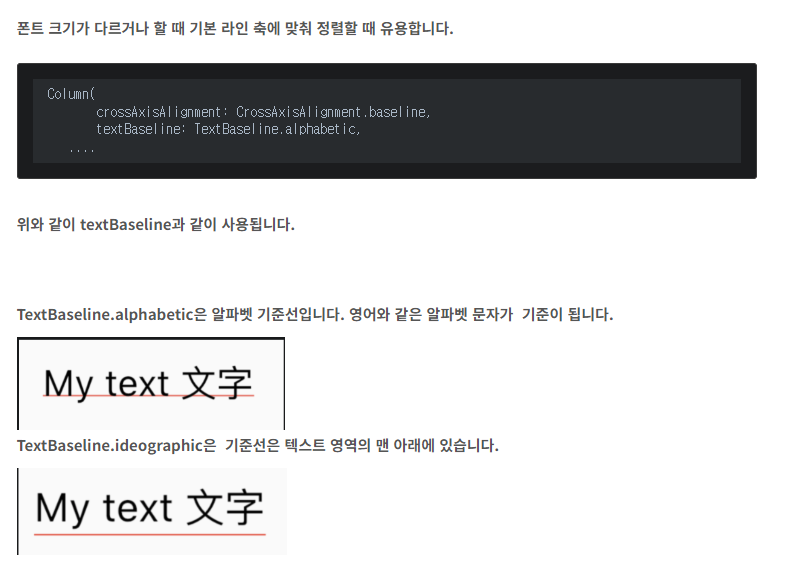 폰트 크기가 다르거나 할 때 기본 라인 축에 맞춰 정렬할 때 유용합니다.
Column(
crossAxisAlignment: CrossAxisAlignment.baseline,
textBaseline: TextBaseline.alphabetic,
....
위와 같이 textBaseline과 같이 사용됩니다.
TextBaseline.alphabetic은 알파벳 기준선입니다. 영어와 같은 알파벳 문자가  기준이 됩니다.
My text 文字
TextBaseline.ideographic은  기준선은 텍스트 영역의 맨 아래에 있습니다.
My text 文字